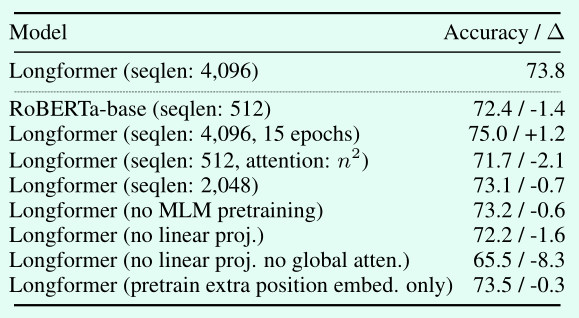 Model Accuracy / Δ
Longformer (seqlen: 4,096) 73.8
RoBERTa-base (seqlen: 512) 72.4 / -1.4
Longformer (seqlen: 4,096, 15 epochs) 75.0 / +1.2
Longformer (seqlen: 512, attention: n²) 71.7 / -2.1
Longformer (seqlen: 2,048) 73.1 / -0.7
Longformer (no MLM pretraining) 73.2 / -0.6
Longformer (no linear proj.) 72.2 / -1.6
Longformer (no linear proj. no global atten.) 65.5 / -8.3
Longformer (pretrain extra position embed. only) 73.5 / -0.3